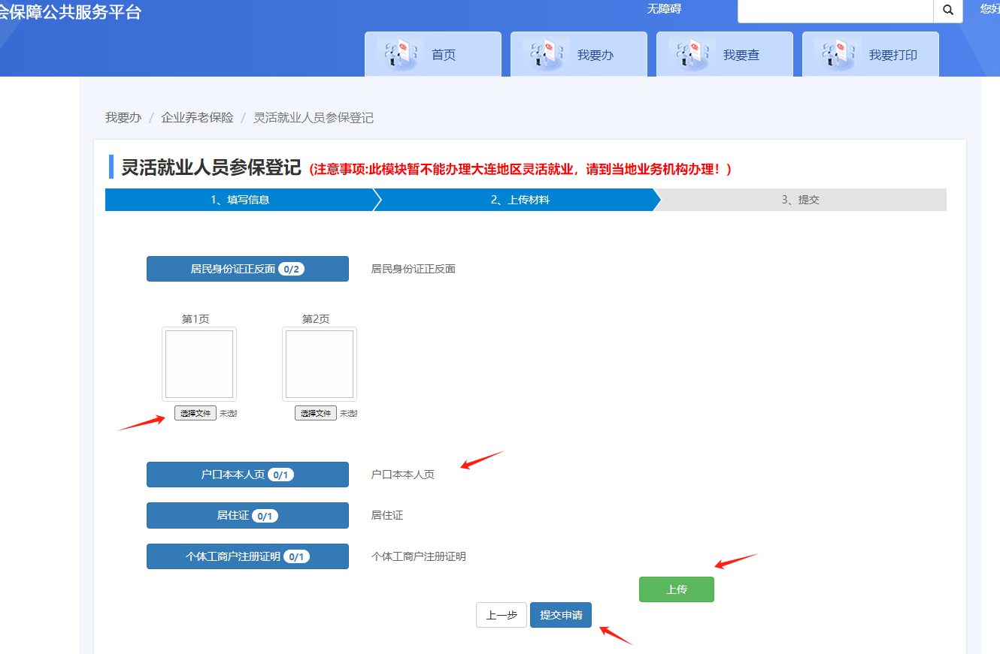 会保障公共服务平台
无障碍
您好
首页
我要办
我要查
我要打印
我要办 / 企业养老保险 / 灵活就业人员参保登记
灵活就业人员参保登记 (注意事项:此模块暂不能办理大连地区灵活就业，请到当地业务机构办理！)
1、填写信息
2、上传材料
3、提交
居民身份证正反面 0/2
居民身份证正反面
第1页
第2页
选择文件 未选
选择文件 未选
户口本本人页 0/1
户口本本人页
居住证 0/1
居住证
个体工商户注册证明 0/1
个体工商户注册证明
上传
上一步
提交申请